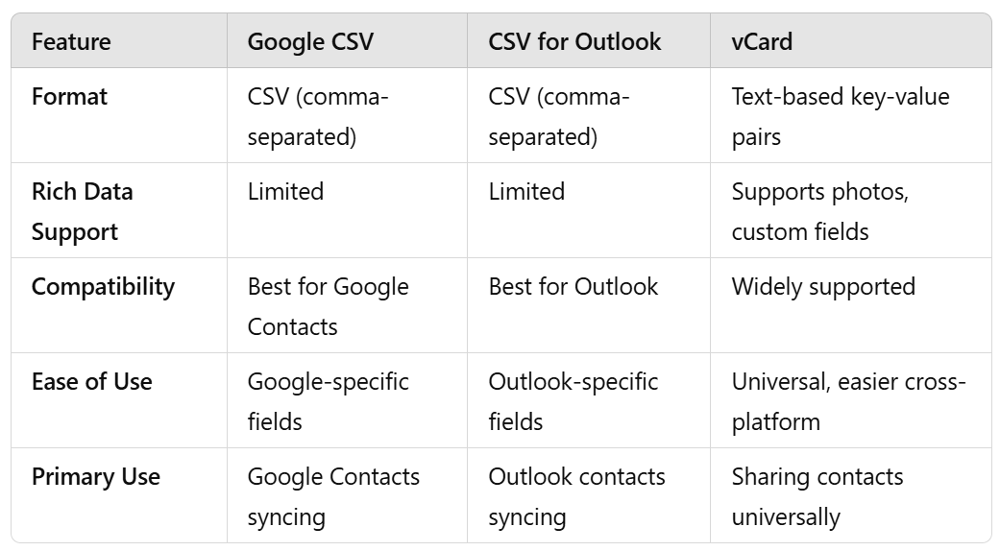 Feature Google CSV CSV for Outlook vCard
Format CSV (comma- CSV (comma- Text-based key-value
separated) separated) pairs
Rich Data Limited Limited Supports photos,
Support custom fields
Compatibility Best for Google Best for Outlook Widely supported
Contacts
Ease of Use Google-specific Outlook-specific Universal, easier cross-
fields fields platform
Primary Use Google Contacts Outlook contacts Sharing contacts
syncing syncing universally